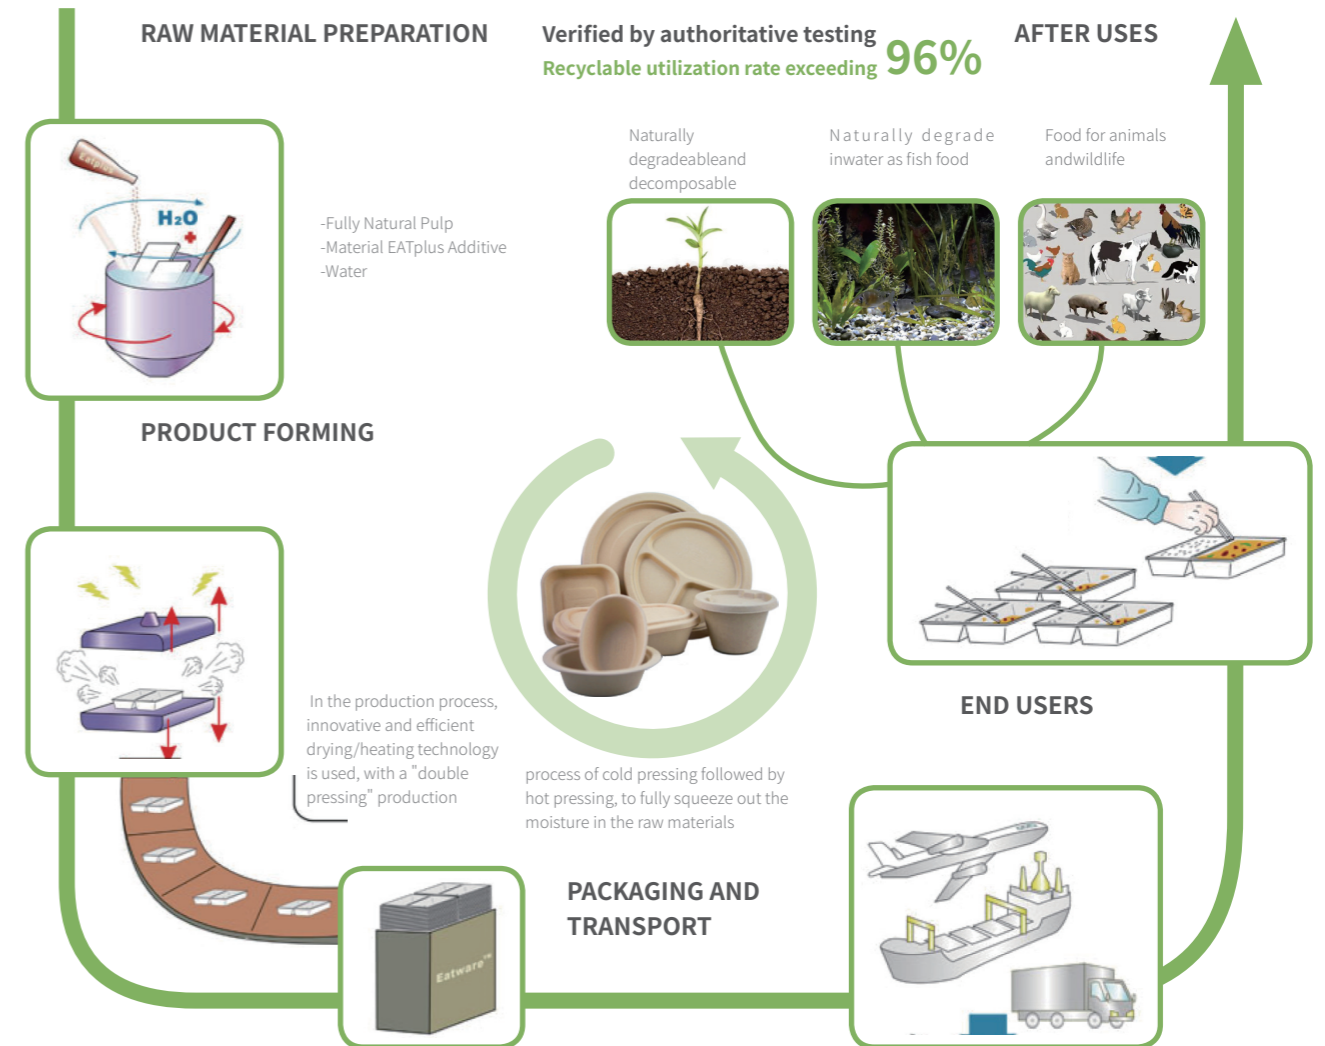 RAW MATERIAL PREPARATION
Verified by authoritative testing
Recyclable utilization rate exceeding 96%
AFTER USES
Naturally
degradeableand
decomposable
Naturally degrade
inwater as fish food
Food for animals
andwildlife
Eatplus
H₂O
+
-Fully Natural Pulp
-Material EATplus Additive
-Water
PRODUCT FORMING
In the production process,
innovative and efficient
drying/heating technology
is used, with a "double
pressing" production
process of cold pressing followed by
hot pressing, to fully squeeze out the
moisture in the raw materials
END USERS
PACKAGING AND
TRANSPORT
Eatware™